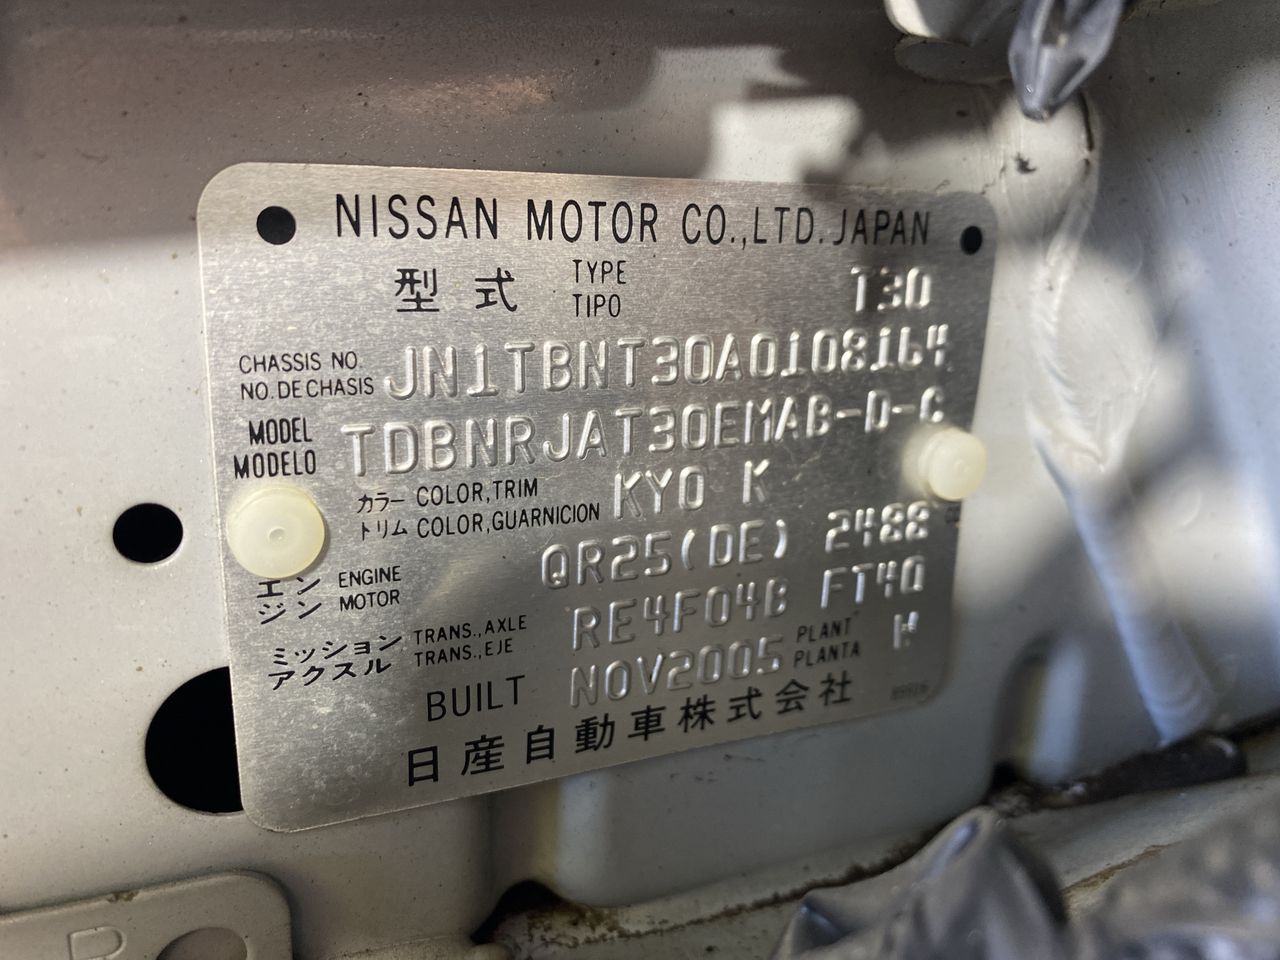 NISSAN MOTOR CO.,LTD. JAPAN
型式 TYPE TIPO T30
CHASSIS NO. NO. DE CHASIS JN1TBNT30A0108164
MODEL MODELO TDBNRJAT30EMAB-D-C
カラー トリム COLOR,TRIM COLOR,GUARNICION KY0 K
エンジン ENGINE MOTOR QR25(DE) 2488
ミッション アクスル TRANS.,AXLE TRANS.,EJE RE4F04B FT40
BUILT NOV2005 PLANT PLANTA
日産自動車株式会社